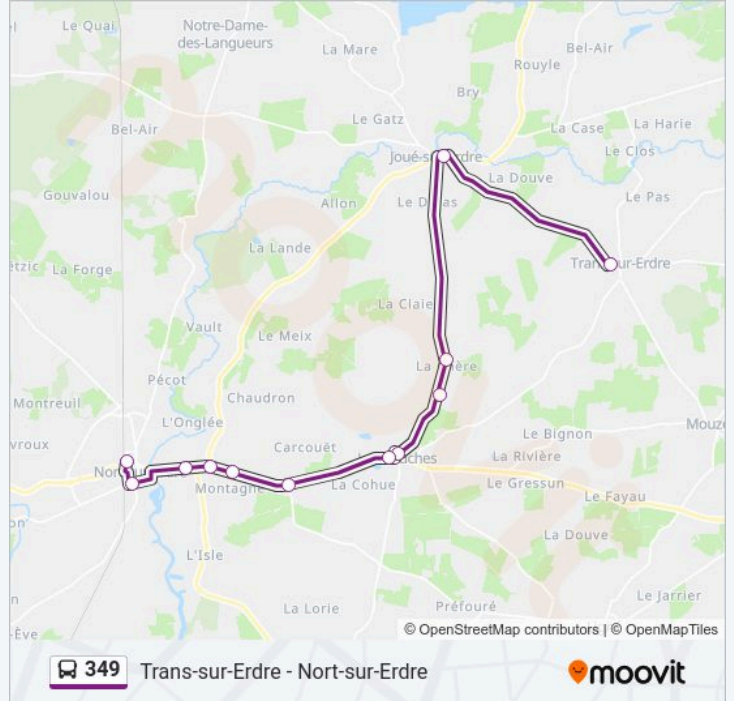 Le Quai
Notre-Dame-
des-Langueurs
La Mare
Bel-Air
Rouyle
Bry
Le Gatz
La Case
La Harie
Bel-Air
Le Clos
La Douve
Gouvalou
Allon
Le Pas
La Lande
La Forge
La Claie
Vault
Le Meix
Pécot
Chaudron
Montreuil
L'Onglée
Le Bignon
Carcouët
La Rivière
Montagne
La Cohue
Le Gressun
Le Fayau
La Douve
L'Isle
Le Jarrier
La Lorie
Préfouré
© OpenStreetMap contributors | © OpenMapTiles
349 Trans-sur-Erdre - Nort-sur-Erdre
moovit